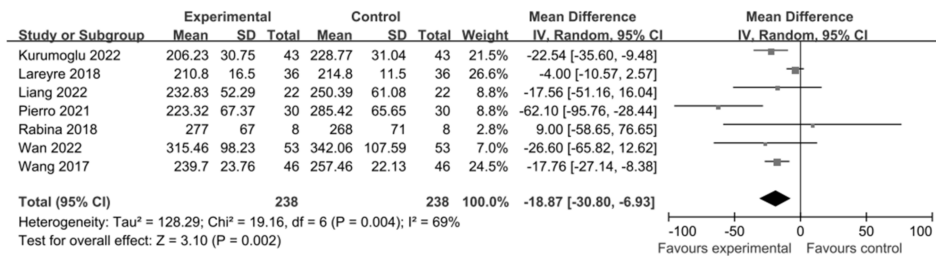 Experimental Control Mean Difference Mean Difference
Study or Subgroup Mean SD Total Mean SD Total Weight IV, Random, 95% CI IV, Random, 95% CI
Kurumoglu 2022 206.23 30.75 43 228.77 31.04 43 21.5% -22.54 [-35.60, -9.48]
Lareyre 2018 210.8 16.5 36 214.8 11.5 36 26.6% -4.00 [-10.57, 2.57]
Liang 2022 232.83 52.29 22 250.39 61.08 22 8.8% -17.56 [-51.16, 16.04]
Pierro 2021 223.32 67.37 30 285.42 65.65 30 8.8% -62.10 [-95.76, -28.44]
Rabina 2018 277 67 8 268 71 8 2.8% 9.00 [-58.65, 76.65]
Wan 2022 315.46 98.23 53 342.06 107.59 53 7.0% -26.60 [-65.82, 12.62]
Wang 2017 239.7 23.76 46 257.46 22.13 46 24.5% -17.76 [-27.14, -8.38]
Total (95% CI) 238 238 100.0% -18.87 [-30.80, -6.93]
Heterogeneity: Tau² = 128.29; Chi² = 19.16, df = 6 (P = 0.004); I² = 69%
Test for overall effect: Z = 3.10 (P = 0.002)
-100 -50 0 50 100
Favours experimental Favours control